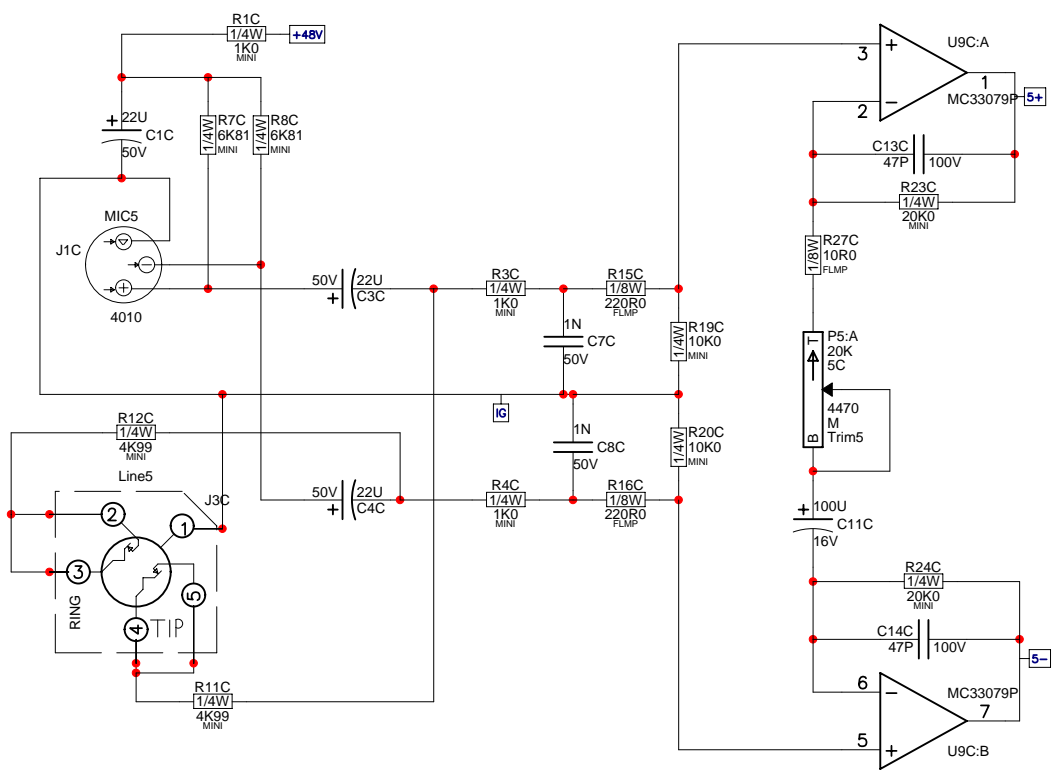 R1C
1/4W
1K0
MINI
+48V
+ 22U
C1C
50V
1/4W
R7C
6K81
MINI
1/4W
R8C
6K81
MINI
MIC5
J1C
4010
50V
22U
+
C3C
R3C
1/4W
1K0
MINI
R15C
1/8W
220R0
FLMP
1N
C7C
50V
1/4W
R19C
10K0
MINI
IG
R12C
1/4W
4K99
MINI
1N
C8C
50V
1/4W
R20C
10K0
MINI
Line5
J3C
50V
22U
+
C4C
R4C
1/4W
1K0
MINI
R16C
1/8W
220R0
FLMP
2
1
3
5
4
RING
TIP
R11C
1/4W
4K99
MINI
U9C:A
3
+
1
2
−
MC33079P
5+
C13C
47P
100V
R23C
1/4W
20K0
MINI
1/8W
R27C
10R0
FLMP
P5:A
20K
5C
T
4470
M
Trim5
B
+ 100U
C11C
16V
R24C
1/4W
20K0
MINI
C14C
47P
100V
5−
6
−
MC33079P
7
5
+
U9C:B